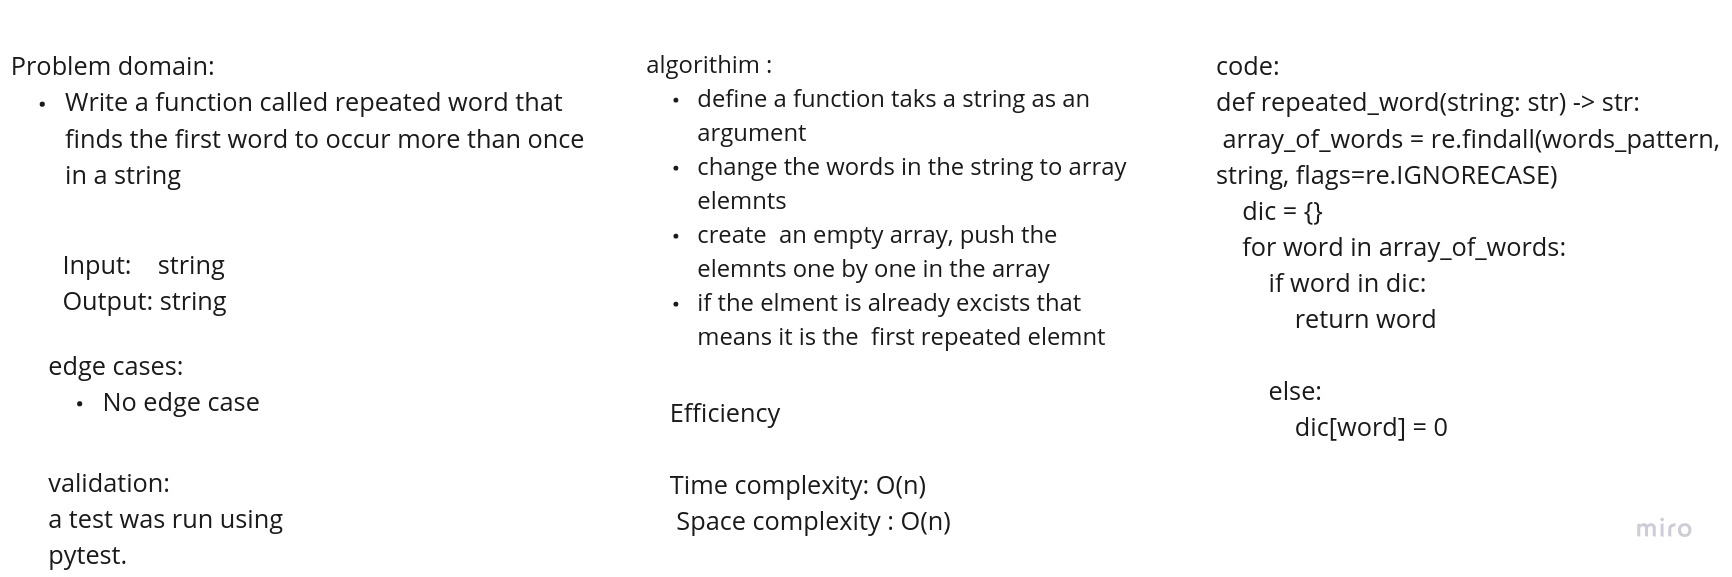 Problem domain:
• Write a function called repeated word that
finds the first word to occur more than once
in a string
Input: string
Output: string
edge cases:
• No edge case
validation:
a test was run using
pytest.
algorithim :
• define a function taks a string as an
argument
• change the words in the string to array
elemnts
• create an empty array, push the
elemnts one by one in the array
• if the elment is already excists that
means it is the first repeated elemnt
Efficiency
Time complexity: O(n)
Space complexity : O(n)
code:
def repeated_word(string: str) -> str:
array_of_words = re.findall(words_pattern,
string, flags=re.IGNORECASE)
dic = {}
for word in array_of_words:
if word in dic:
return word
else:
dic[word] = 0
miro